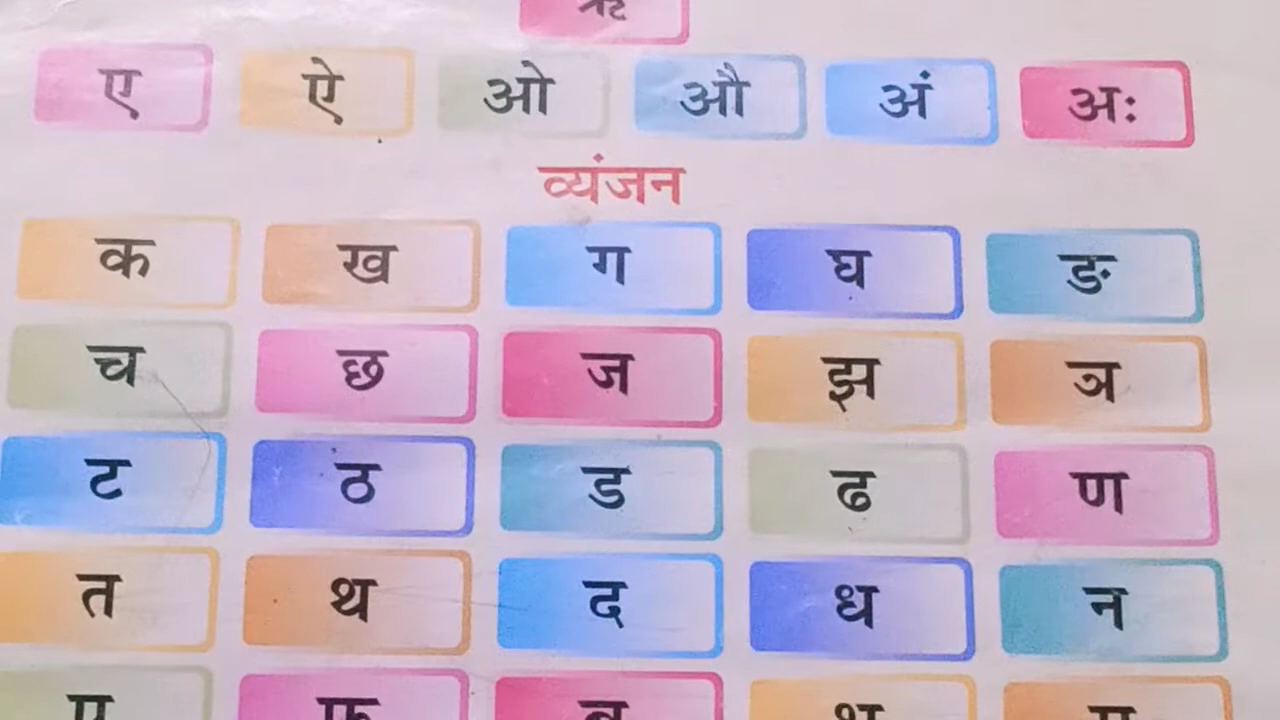 ऋ
ए ऐ ओ औ अं अः
व्यंजन
क ख ग घ ङ
च छ ज झ ञ
ट ठ ड ढ ण
त थ द ध न
प फ ब भ म